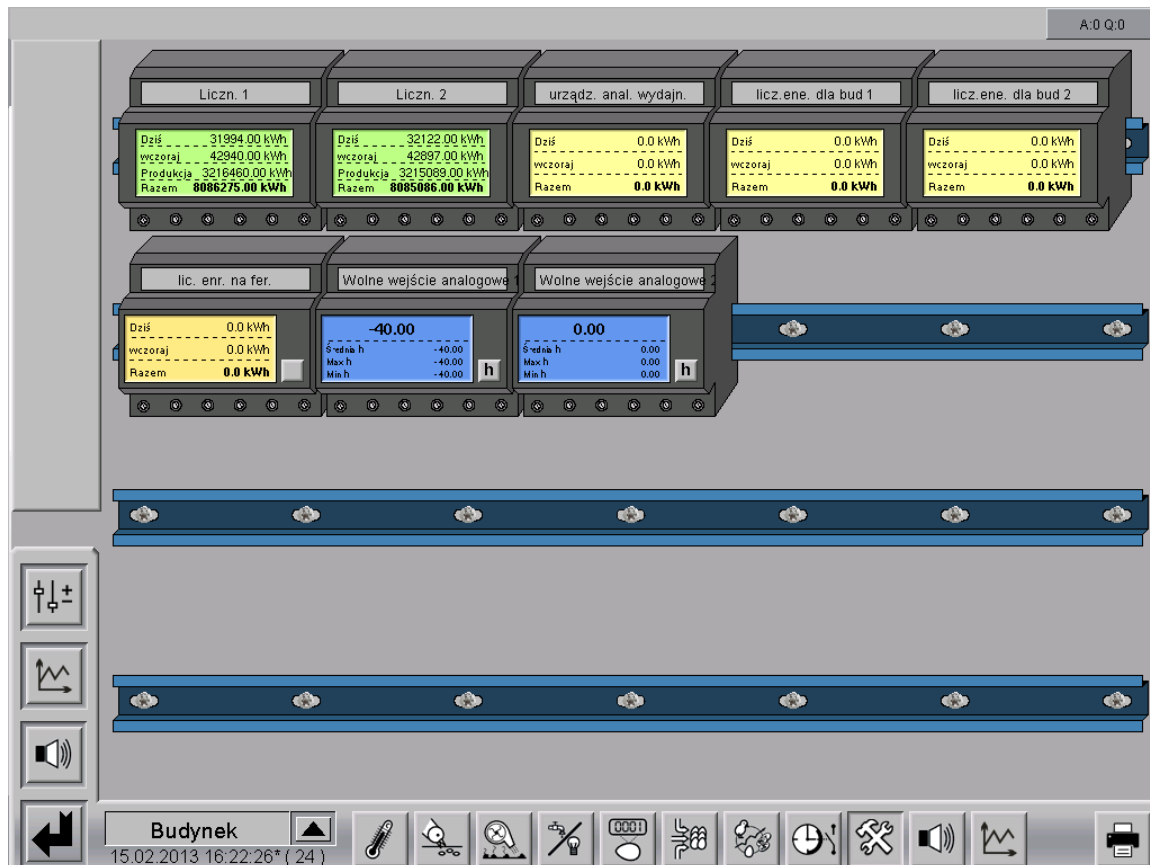 A:0 Q:0
Liczn. 1
Liczn. 2
urządz. anal. wydajn.
licz.ene. dla bud 1
licz.ene. dla bud 2
Dziś 31994.00 kWh
wczoraj 42940.00 kWh
Produkcja 3216460.00 kWh
Razem 8086275.00 kWh
Dziś 32122.00 kWh
wczoraj 42897.00 kWh
Produkcja 3215089.00 kWh
Razem 8085086.00 kWh
Dziś 0.0 kWh
wczoraj 0.0 kWh
Razem 0.0 kWh
Dziś 0.0 kWh
wczoraj 0.0 kWh
Razem 0.0 kWh
Dziś 0.0 kWh
wczoraj 0.0 kWh
Razem 0.0 kWh
lic. enr. na fer.
Wolne wejście analogowe 1
Wolne wejście analogowe 2
Dziś 0.0 kWh
wczoraj 0.0 kWh
Razem 0.0 kWh
-40.00
Średnia h -40.00
Max h -40.00
Min h -40.00
h
0.00
Średnia h 0.00
Max h 0.00
Min h 0.00
h
Budynek
0001
15.02.2013 16:22:26* ( 24 )